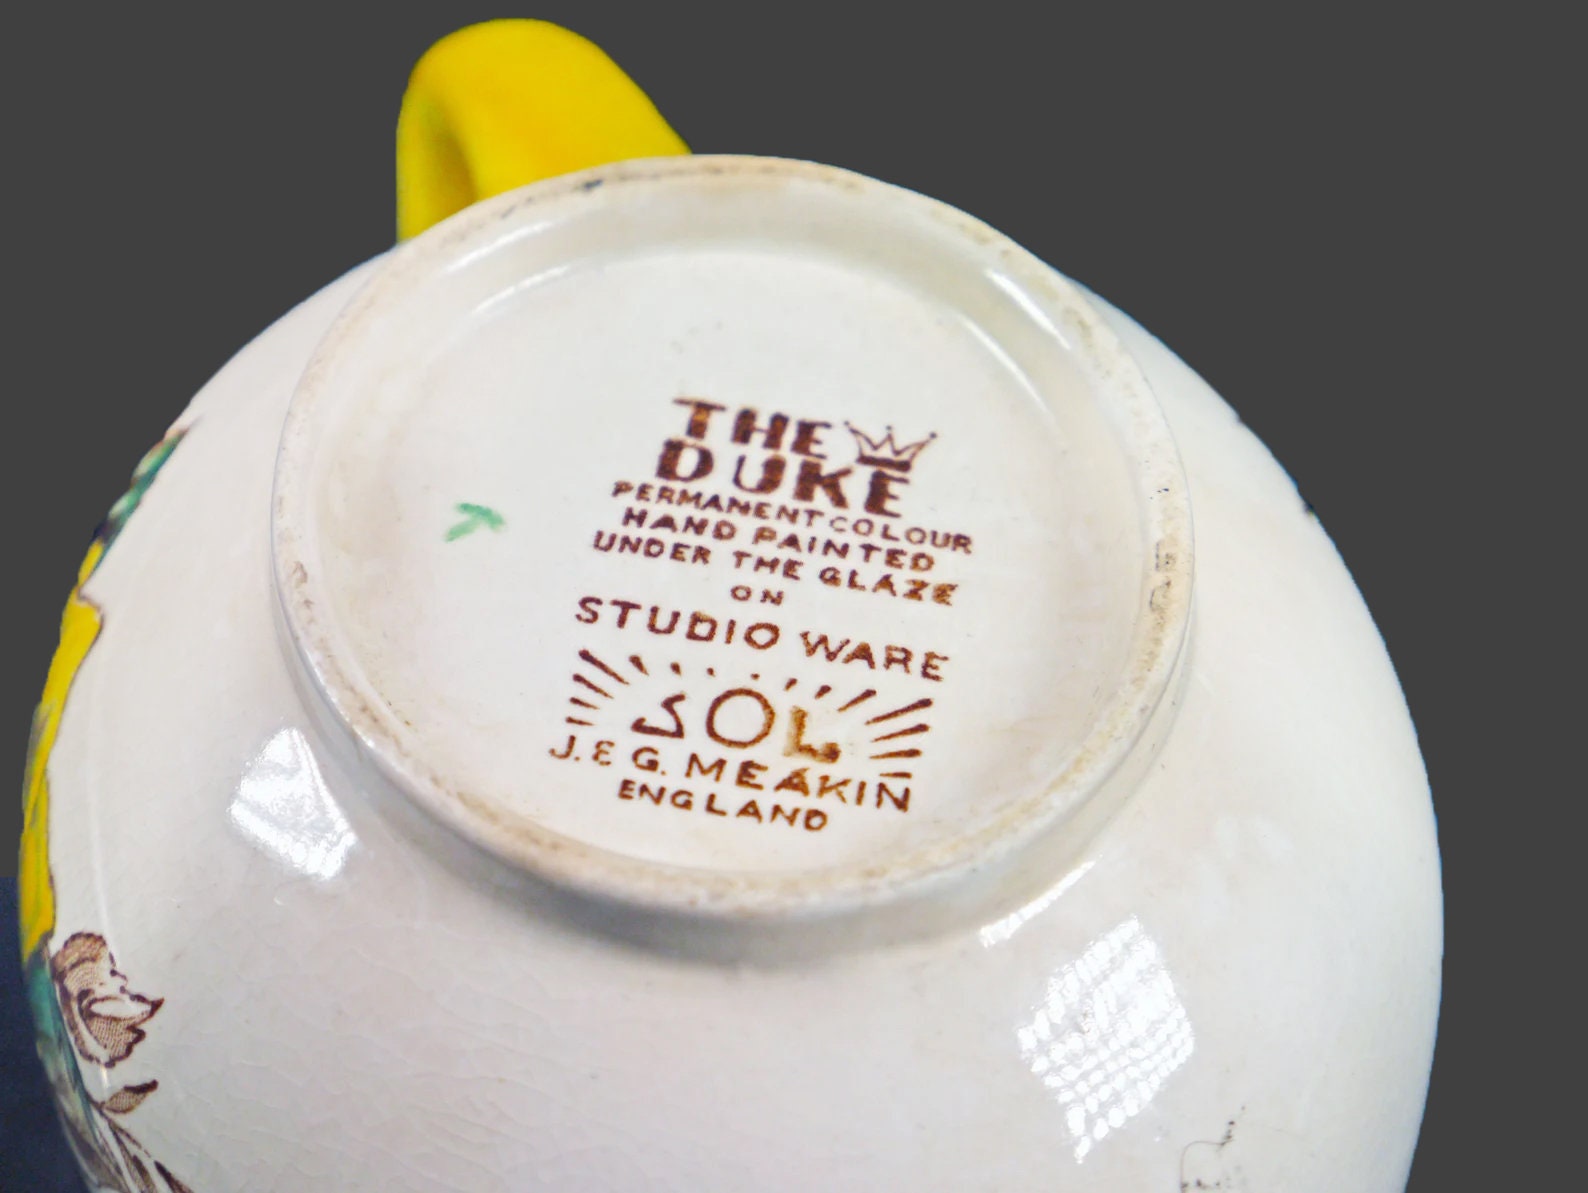 THE
DUKE
PERMANENT COLOUR
HAND PAINTED
UNDER THE GLAZE
ON
STUDIO WARE
SOL
J. & G. MEAKIN
ENGLAND